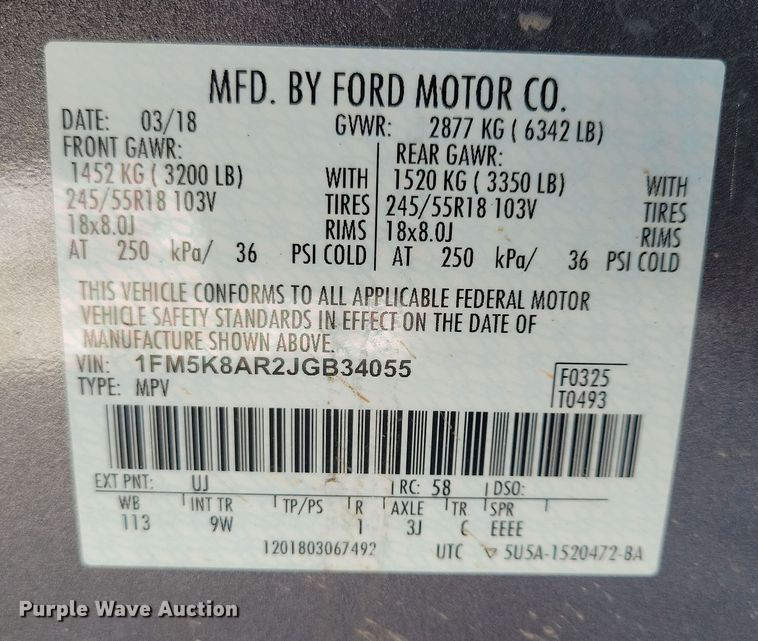 MFD. BY FORD MOTOR CO.
DATE: 03/18 GVWR: 2877 KG ( 6342 LB)
FRONT GAWR: REAR GAWR:
1452 KG ( 3200 LB) WITH 1520 KG ( 3350 LB) WITH
245/55R18 103V TIRES 245/55R18 103V TIRES
18x8.0J RIMS 18x8.0J RIMS
AT 250 kPa/ 36 PSI COLD AT 250 kPa/ 36 PSI COLD
THIS VEHICLE CONFORMS TO ALL APPLICABLE FEDERAL MOTOR
VEHICLE SAFETY STANDARDS IN EFFECT ON THE DATE OF
MANUFACTURE SHOWN ABOVE.
VIN: 1FM5K8AR2JGB34055 F0325
TYPE: MPV T0493
EXT PNT: UJ RC: 58 DSO:
WB INT TR TP/PS R AXLE TR SPR
113 9W 1 3J C EEEE
1201803067492 UTC ▽ 5U5A-1520472-BA
Purple Wave Auction